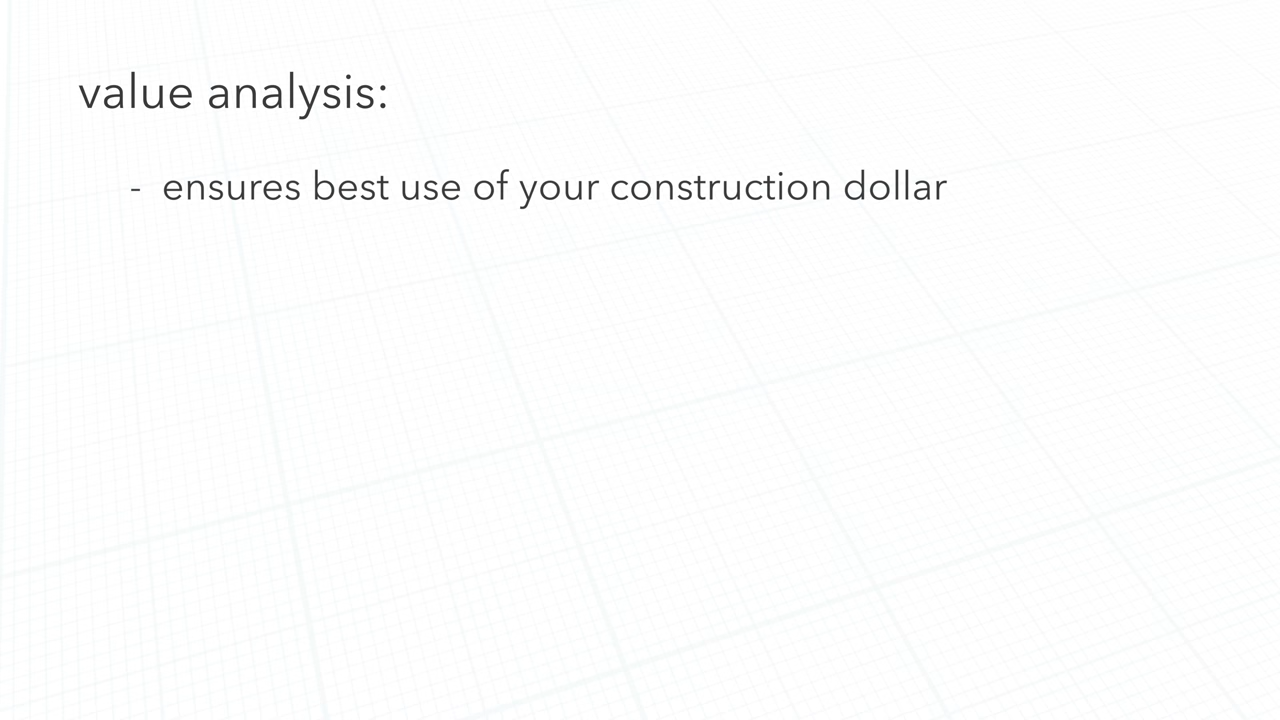 value analysis:
- ensures best use of your construction dollar